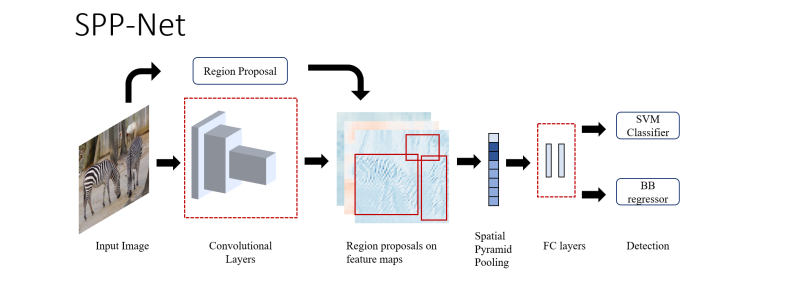 SPP-Net
Region Proposal
SVM
Classifier
BB
regressor
Input Image
Convolutional
Layers
Region proposals on
feature maps
Spatial
Pyramid
Pooling
FC layers
Detection